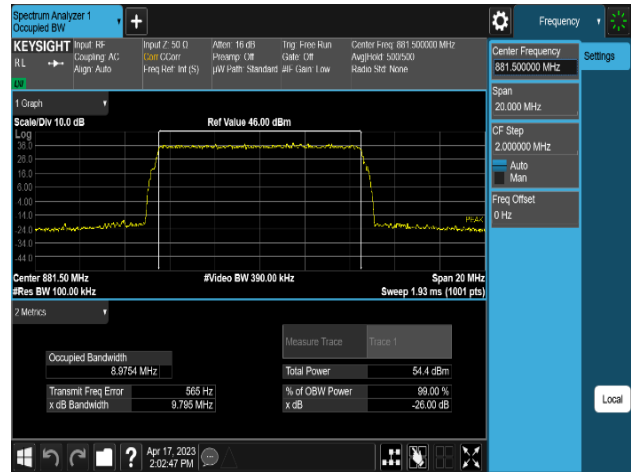 Spectrum Analyzer 1
Occupied BW
Frequency
KEYSIGHT
RL
Input: RF
Coupling: AC
Align: Auto
Input Z: 50 Ω
Corr CCorr
Freq Ref: Int (S)
Atten: 16 dB
Preamp: Off
µW Path: Standard
Trig: Free Run
Gate: Off
#IF Gain: Low
Center Freq: 881.500000 MHz
Avg|Hold: 500/500
Radio Std: None
Center Frequency
881.500000 MHz
Settings
Span
20.000 MHz
CF Step
2.000000 MHz
Auto
Man
Freq Offset
0 Hz
Local
1 Graph
Scale/Div 10.0 dB
Ref Value 46.00 dBm
Log
36.0
26.0
16.0
6.00
-4.00
-14.0
-24.0
-34.0
-44.0
PEAK
Center 881.50 MHz
#Video BW 390.00 kHz
Span 20 MHz
#Res BW 100.00 kHz
Sweep 1.93 ms (1001 pts)
2 Metrics
Measure Trace
Trace 1
Occupied Bandwidth
8.9754 MHz
Total Power
54.4 dBm
Transmit Freq Error
565 Hz
% of OBW Power
99.00 %
x dB Bandwidth
9.795 MHz
x dB
-26.00 dB
?
Apr 17, 2023
2:02:47 PM